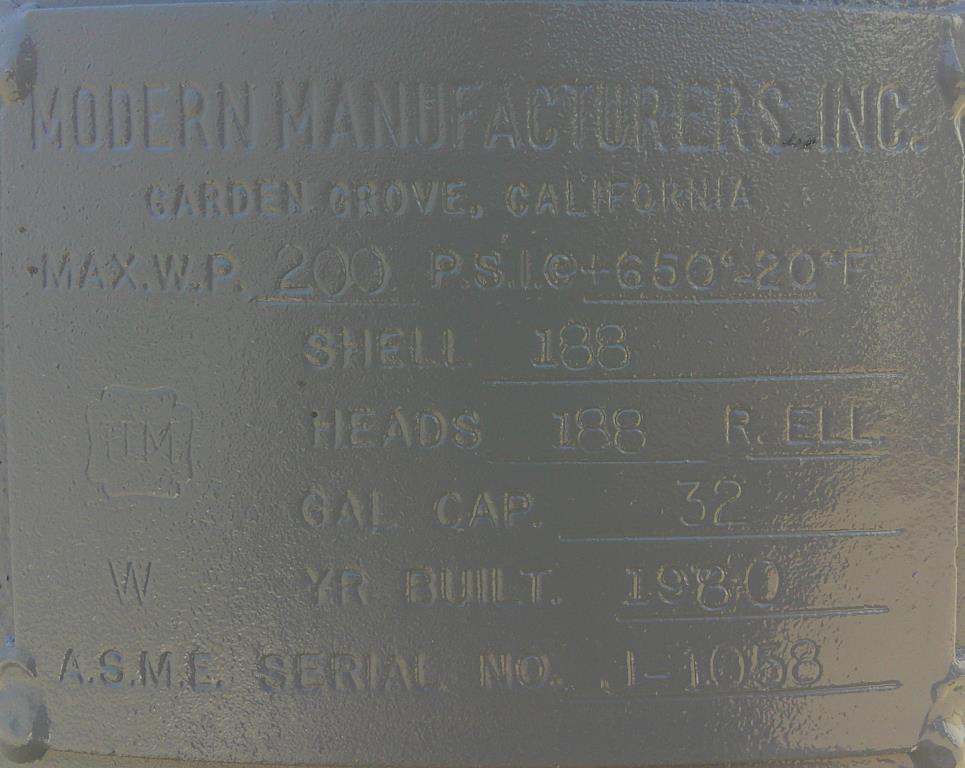 MODERN MANUFACTURERS, INC.
GARDEN GROVE, CALIFORNIA
MAX.W.P. 200 P.S.I.@+650°-20°F
SHELL 188
HEADS 188 R. ELL.
GAL CAP. 32
W YR BUILT. 1980
A.S.M.E. SERIAL NO. J-1058